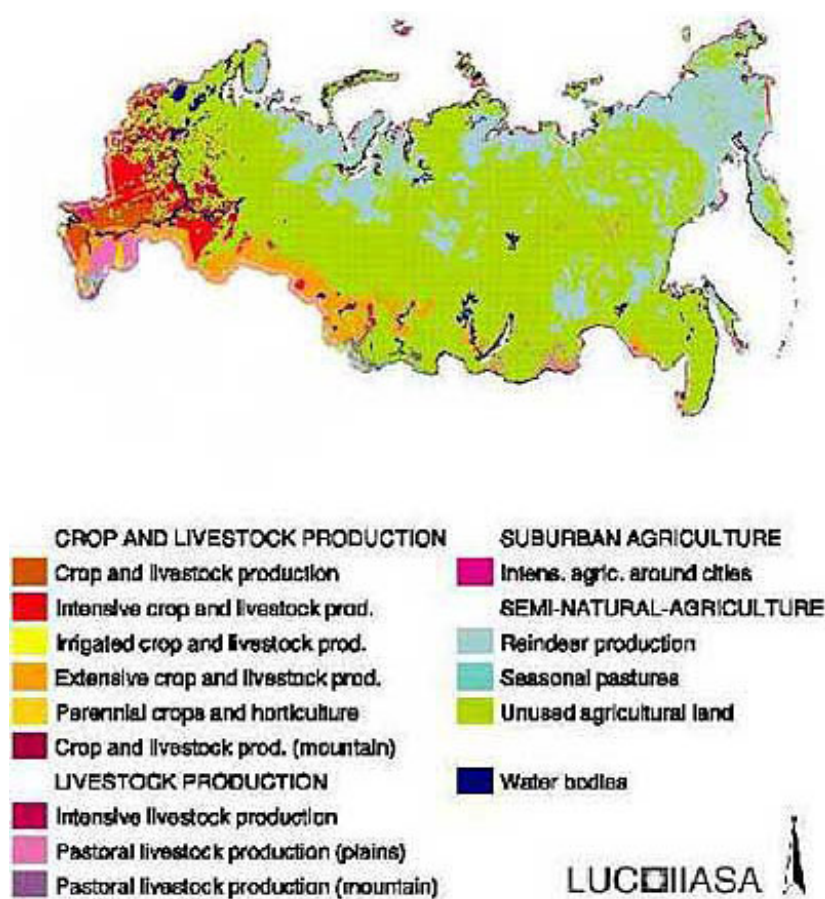 CROP AND LIVESTOCK PRODUCTION
Crop and livestock production
Intensive crop and livestock prod.
Irrigated crop and livestock prod.
Extensive crop and livestock prod.
Perennial crops and horticulture
Crop and livestock prod. (mountain)
LIVESTOCK PRODUCTION
Intensive livestock production
Pastoral livestock production (plains)
Pastoral livestock production (mountain)
SUBURBAN AGRICULTURE
Intens. agric. around cities
SEMI-NATURAL-AGRICULTURE
Reindeer production
Seasonal pastures
Unused agricultural land
Water bodies
LUC IIASA